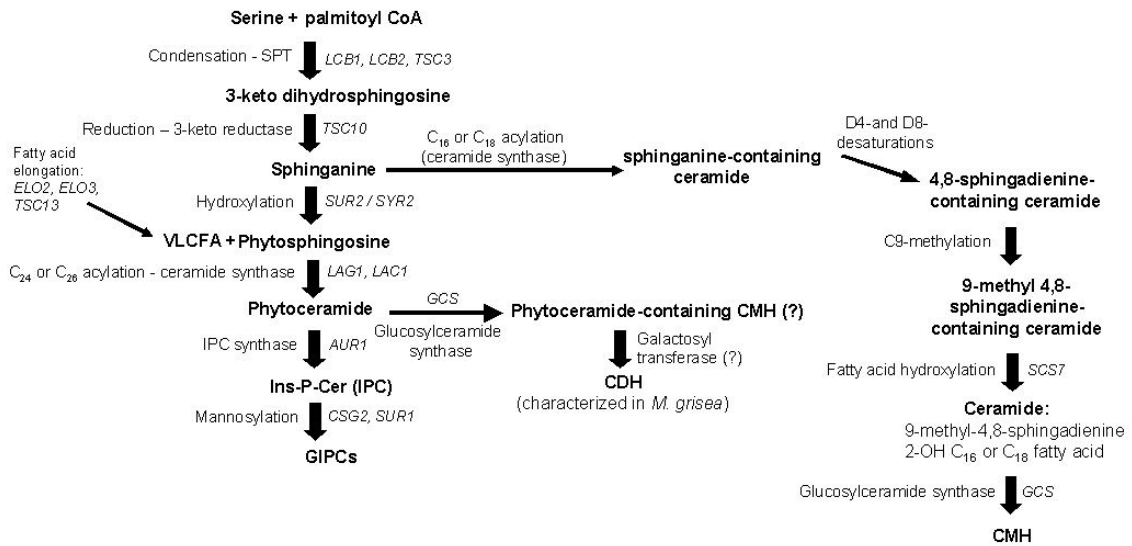 Serine + palmitoyl CoA
Condensation - SPT
LCB1, LCB2, TSC3
3-keto dihydrosphingosine
Reduction – 3-keto reductase
TSC10
Fatty acid
elongation:
ELO2, ELO3,
TSC13
Sphinganine
C16 or C18 acylation
(ceramide synthase)
sphinganine-containing
ceramide
D4-and D8-
desaturations
4,8-sphingadienine-
containing ceramide
Hydroxylation
SUR2 / SYR2
VLCFA + Phytosphingosine
C9-methylation
C24 or C26 acylation - ceramide synthase
LAG1, LAC1
9-methyl 4,8-
sphingadienine-
containing ceramide
Phytoceramide
GCS
Glucosylceramide
synthase
Phytoceramide-containing CMH (?)
IPC synthase
AUR1
Galactosyl
transferase (?)
Fatty acid hydroxylation
SCS7
Ins-P-Cer (IPC)
CDH
(characterized in M. grisea)
Mannosylation
CSG2, SUR1
Ceramide:
9-methyl-4,8-sphingadienine
2-OH C16 or C18 fatty acid
GIPCs
Glucosylceramide synthase
GCS
CMH